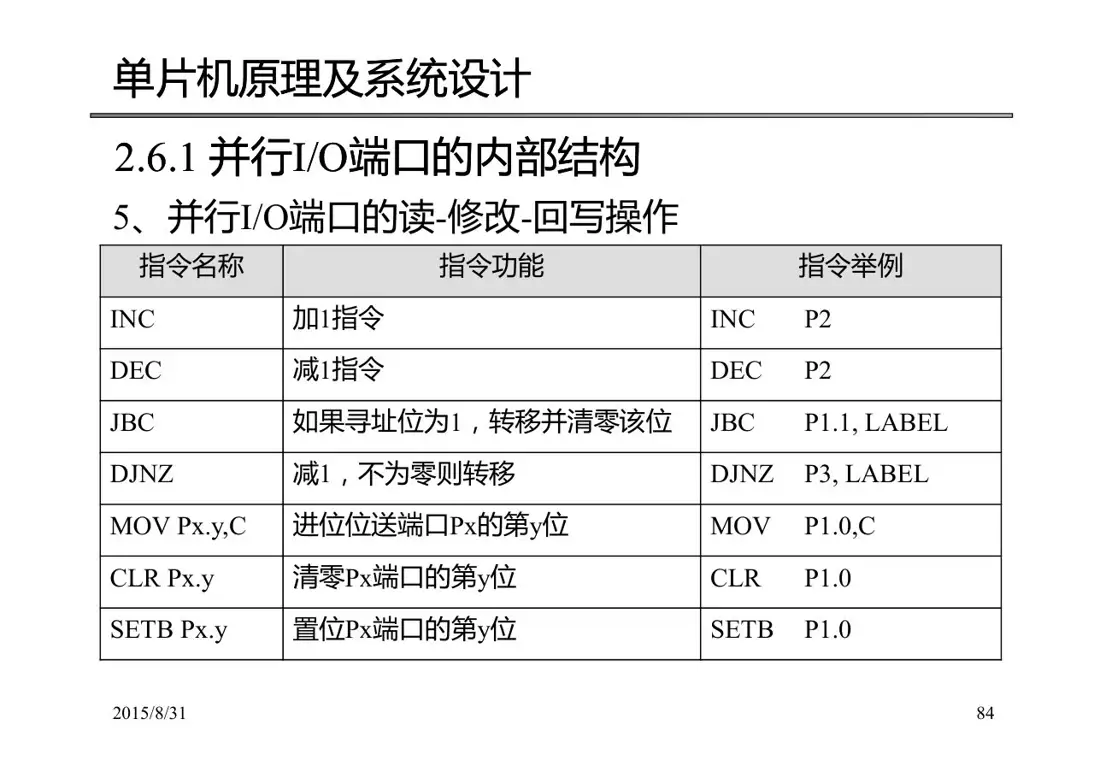 单片机原理及系统设计
2.6.1 并行I/O端口的内部结构
5、并行I/O端口的读-修改-回写操作
指令名称 指令功能 指令举例
INC 加1指令 INC P2
DEC 减1指令 DEC P2
JBC 如果寻址位为1，转移并清零该位 JBC P1.1, LABEL
DJNZ 减1，不为零则转移 DJNZ P3, LABEL
MOV Px.y,C 进位位送端口Px的第y位 MOV P1.0,C
CLR Px.y 清零Px端口的第y位 CLR P1.0
SETB Px.y 置位Px端口的第y位 SETB P1.0
2015/8/31 84